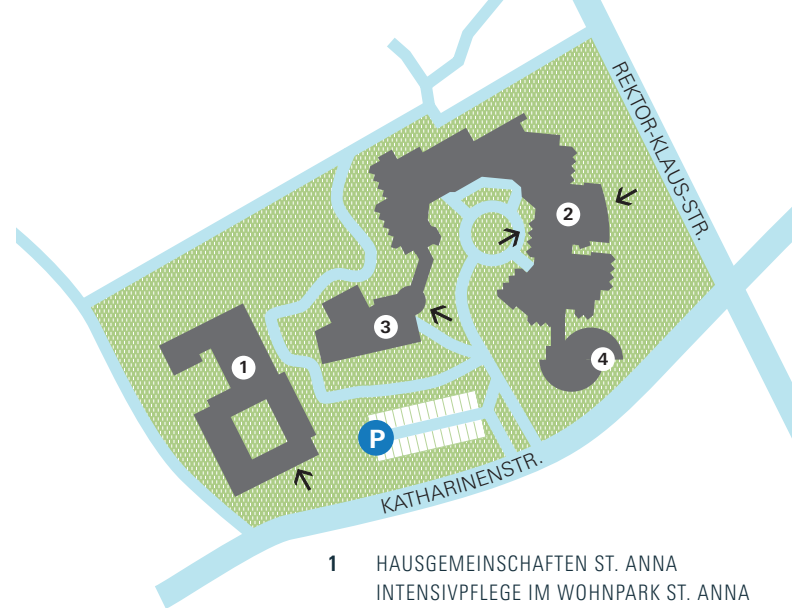 REKTOR-KLAUS-STR.
2
3
1
4
P
KATHARINENSTR.
1 HAUSGEMEINSCHAFTEN ST. ANNA
INTENSIVPFLEGE IM WOHNPARK ST. ANNA